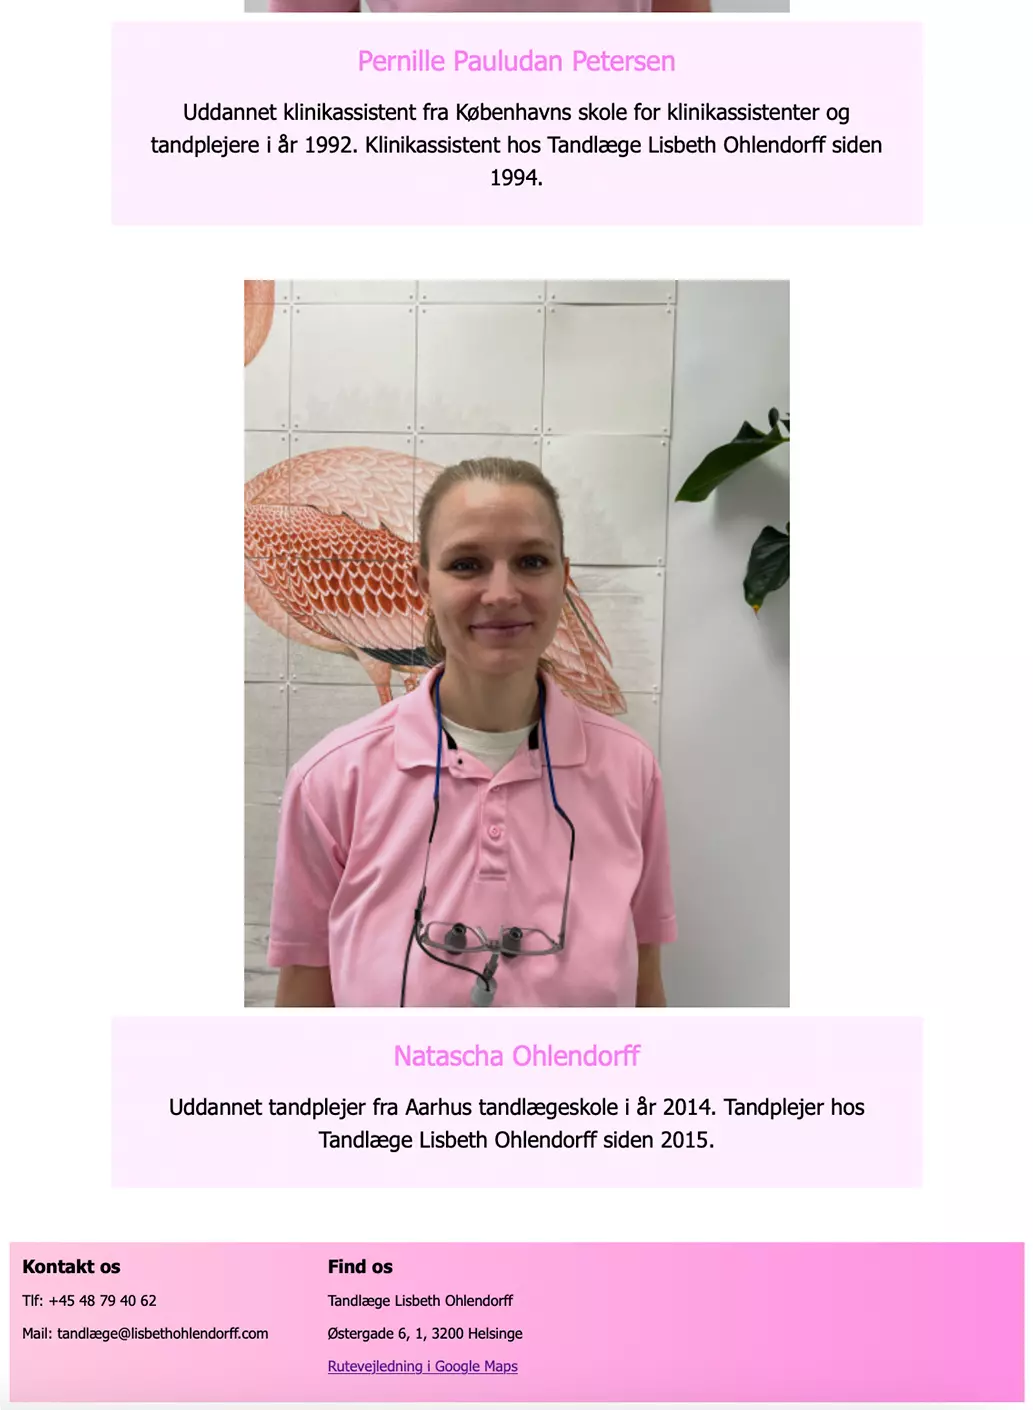 Pernille Pauludan Petersen
Uddannet klinikassistent fra Københavns skole for klinikassistenter og
tandplejere i år 1992. Klinikassistent hos Tandlæge Lisbeth Ohlendorff siden
1994.
Natascha Ohlendorff
Uddannet tandplejer fra Aarhus tandlægeskole i år 2014. Tandplejer hos
Tandlæge Lisbeth Ohlendorff siden 2015.
Kontakt os
Tlf: +45 48 79 40 62
Mail: tandlæge@lisbethohlendorff.com
Find os
Tandlæge Lisbeth Ohlendorff
Østergade 6, 1, 3200 Helsinge
Rutevejledning i Google Maps